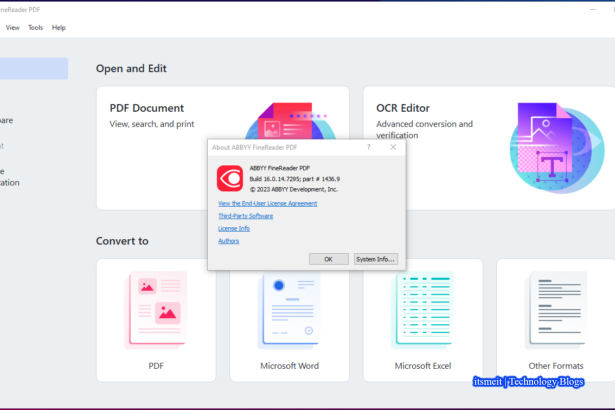 FineReader PDF
View Tools Help
Open and Edit
PDF Document
View, search, and print
OCR Editor
Advanced conversion and
verification
About ABBYY FineReader PDF
ABBYY FineReader PDF
Build 16.0.14.7295; part # 1436.9
© 2023 ABBYY Development, Inc.
View the End-User License Agreement
Third-Party Software
License Info
Authors
OK
System Info...
Convert to
PDF
Microsoft Word
Microsoft Excel
Other Formats
itsmeit | Technology Blogs